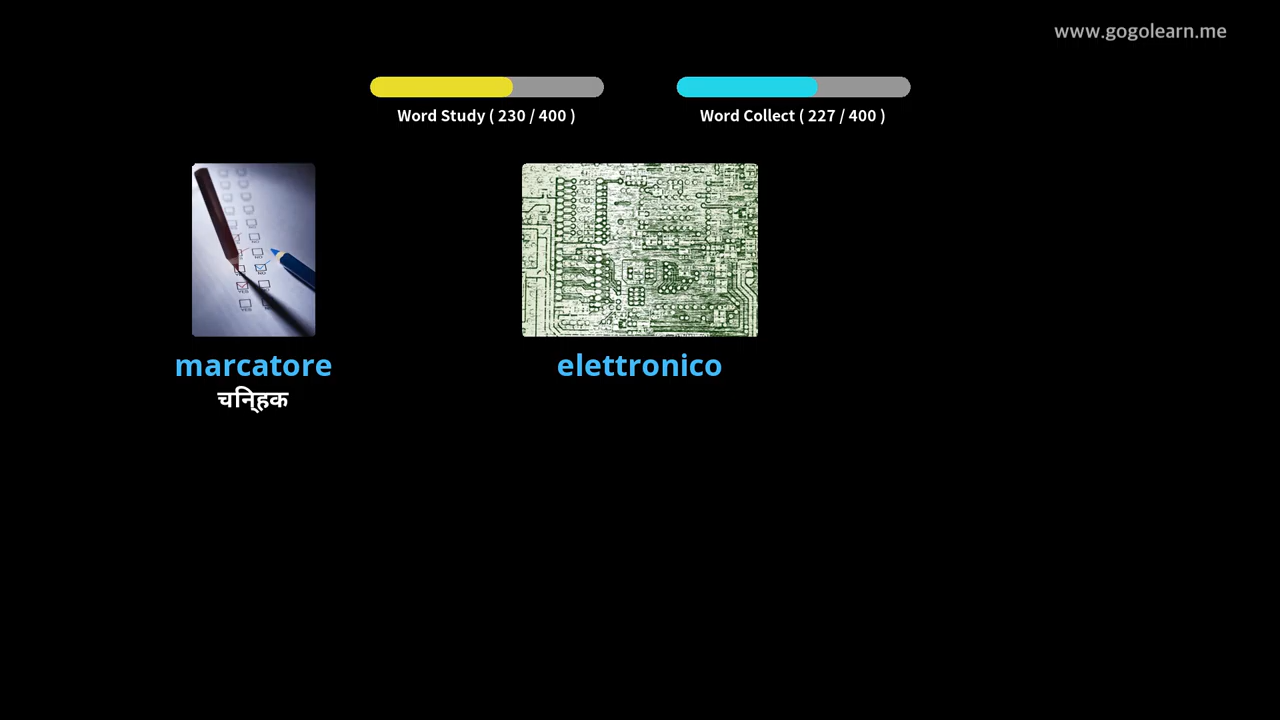 www.gogolearn.me
Word Study ( 230 / 400 )
Word Collect ( 227 / 400 )
marcatore
elettronico
चिन्हक